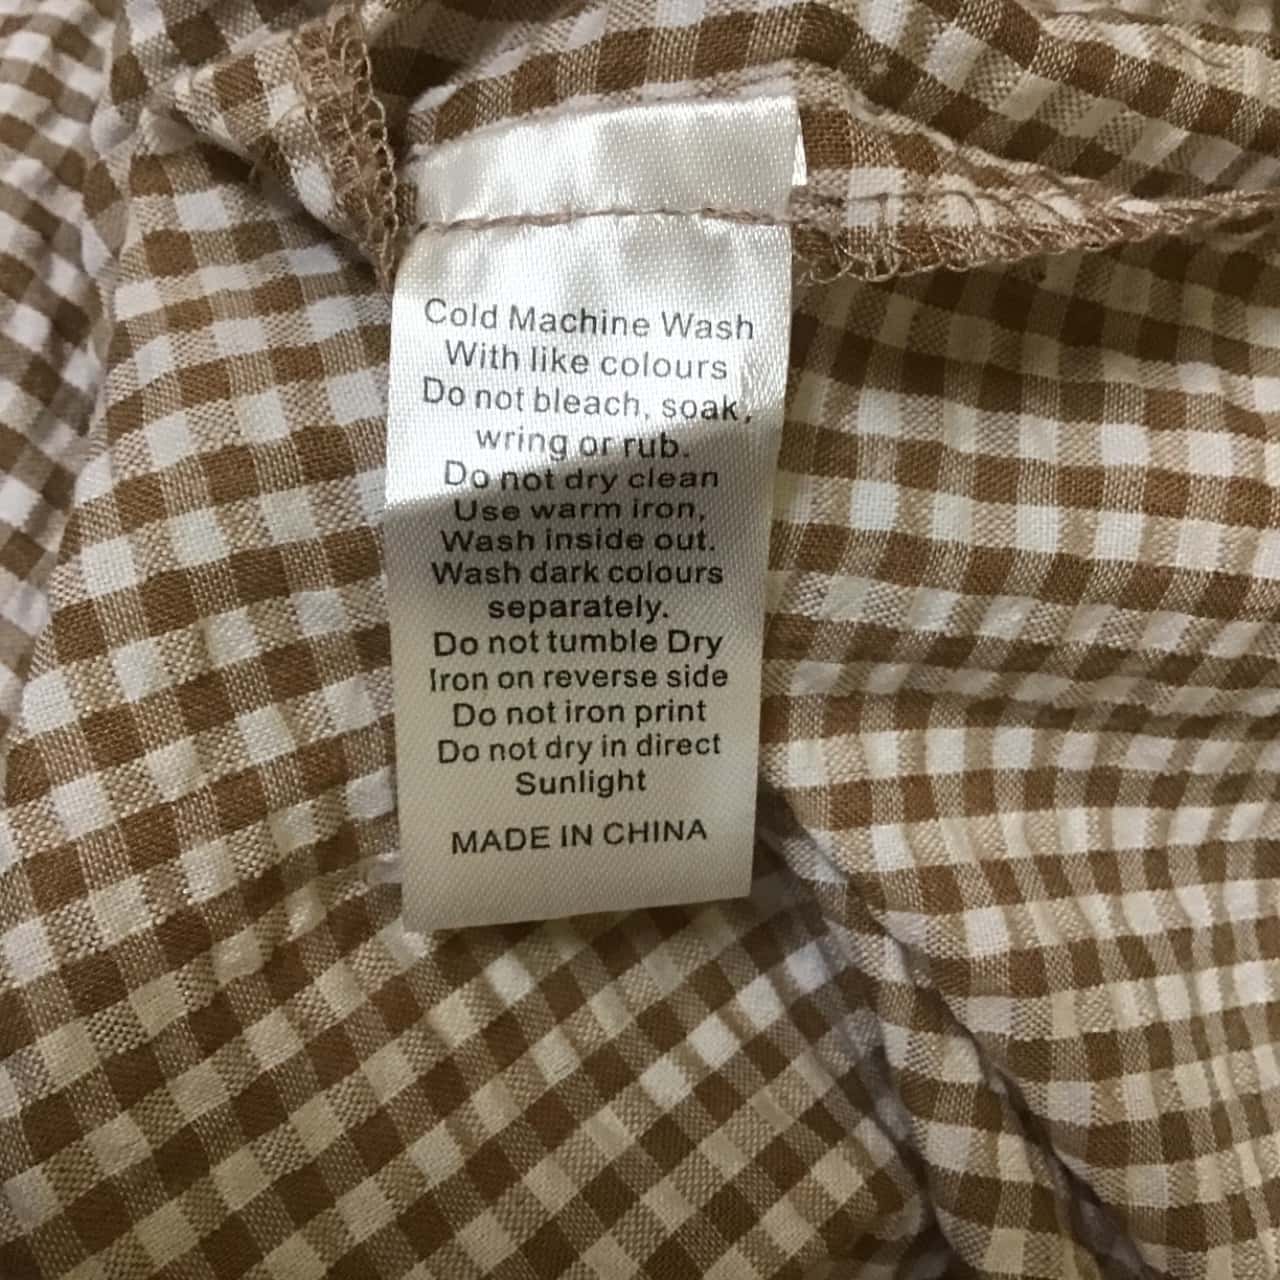 Cold Machine Wash
With like colours
Do not bleach, soak,
wring or rub.
Do not dry clean
Use warm iron,
Wash inside out.
Wash dark colours
separately.
Do not tumble Dry
Iron on reverse side
Do not iron print
Do not dry in direct
Sunlight
MADE IN CHINA